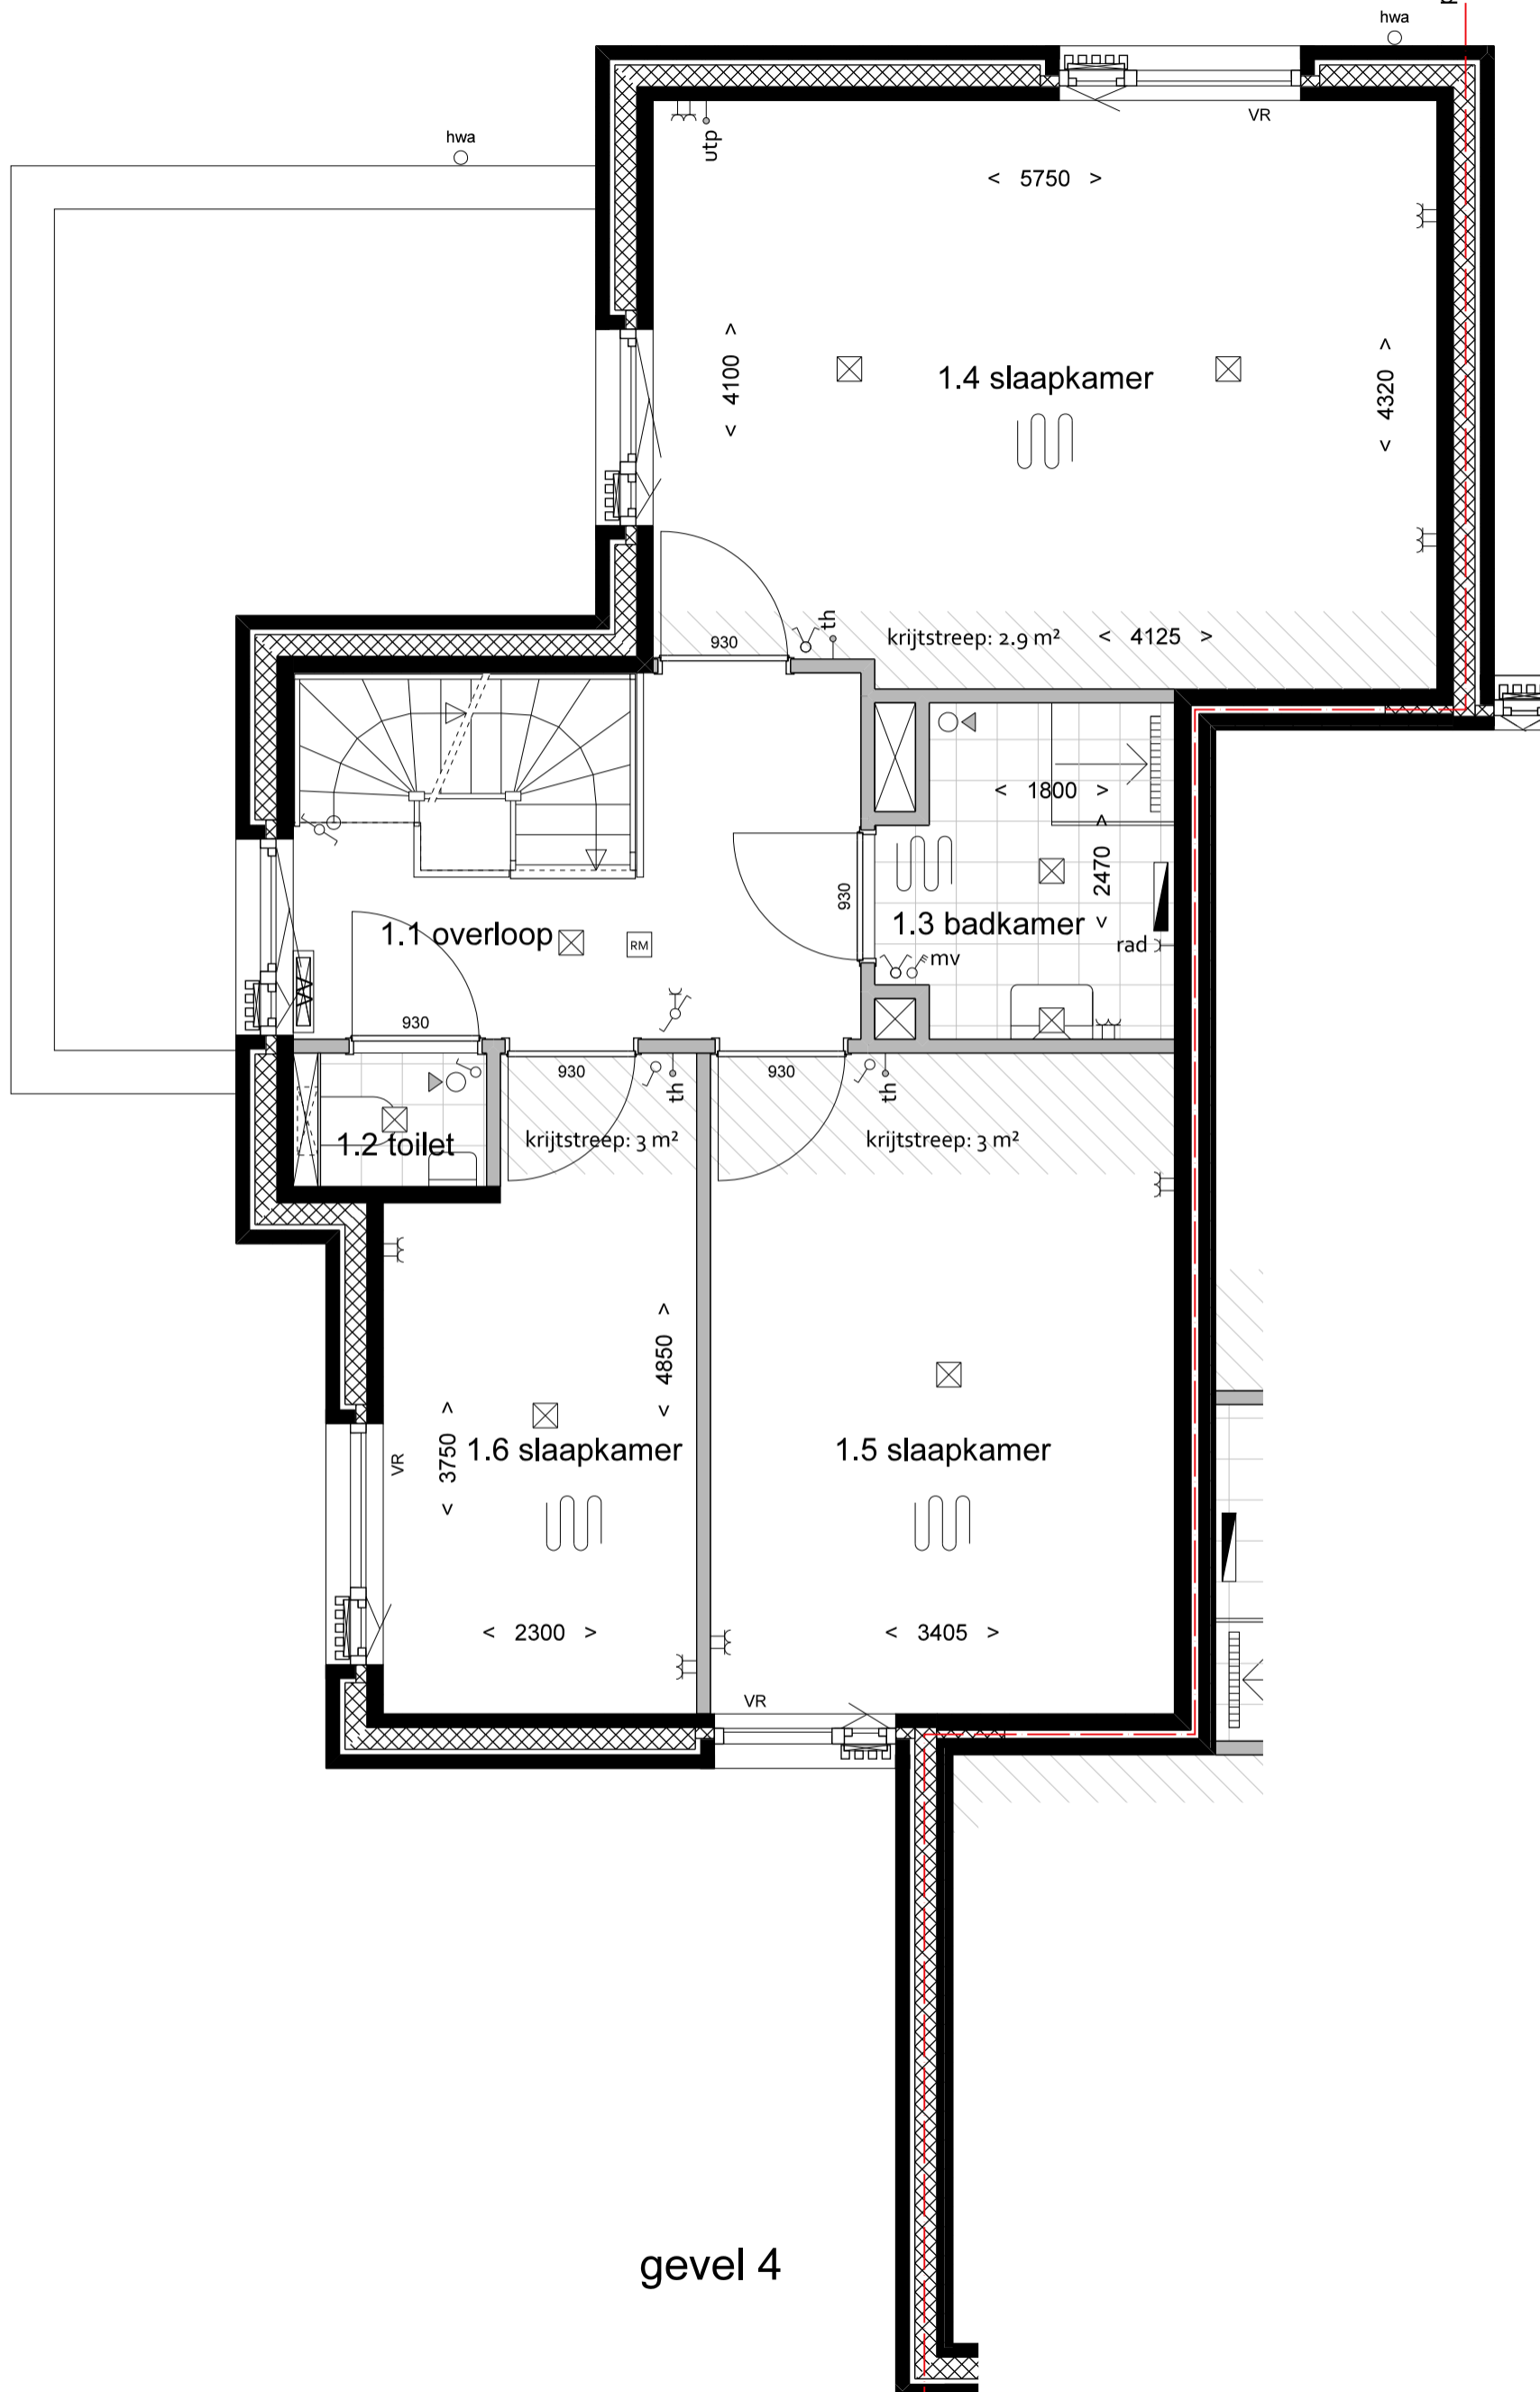 hwa
hwa
VR
utp
< 5750 >
< 4100 >
1.4 slaapkamer
< 4320 >
930
th
krijtstreep: 2.9 m²
< 4125 >
< 1800 >
< 2470 >
930
1.1 overloop
RM
1.3 badkamer
rad
mv
930
930
th
930
th
1.2 toilet
krijtstreep: 3 m²
krijtstreep: 3 m²
< 4850 >
< 3750 >
VR
1.6 slaapkamer
1.5 slaapkamer
< 2300 >
< 3405 >
VR
gevel 4